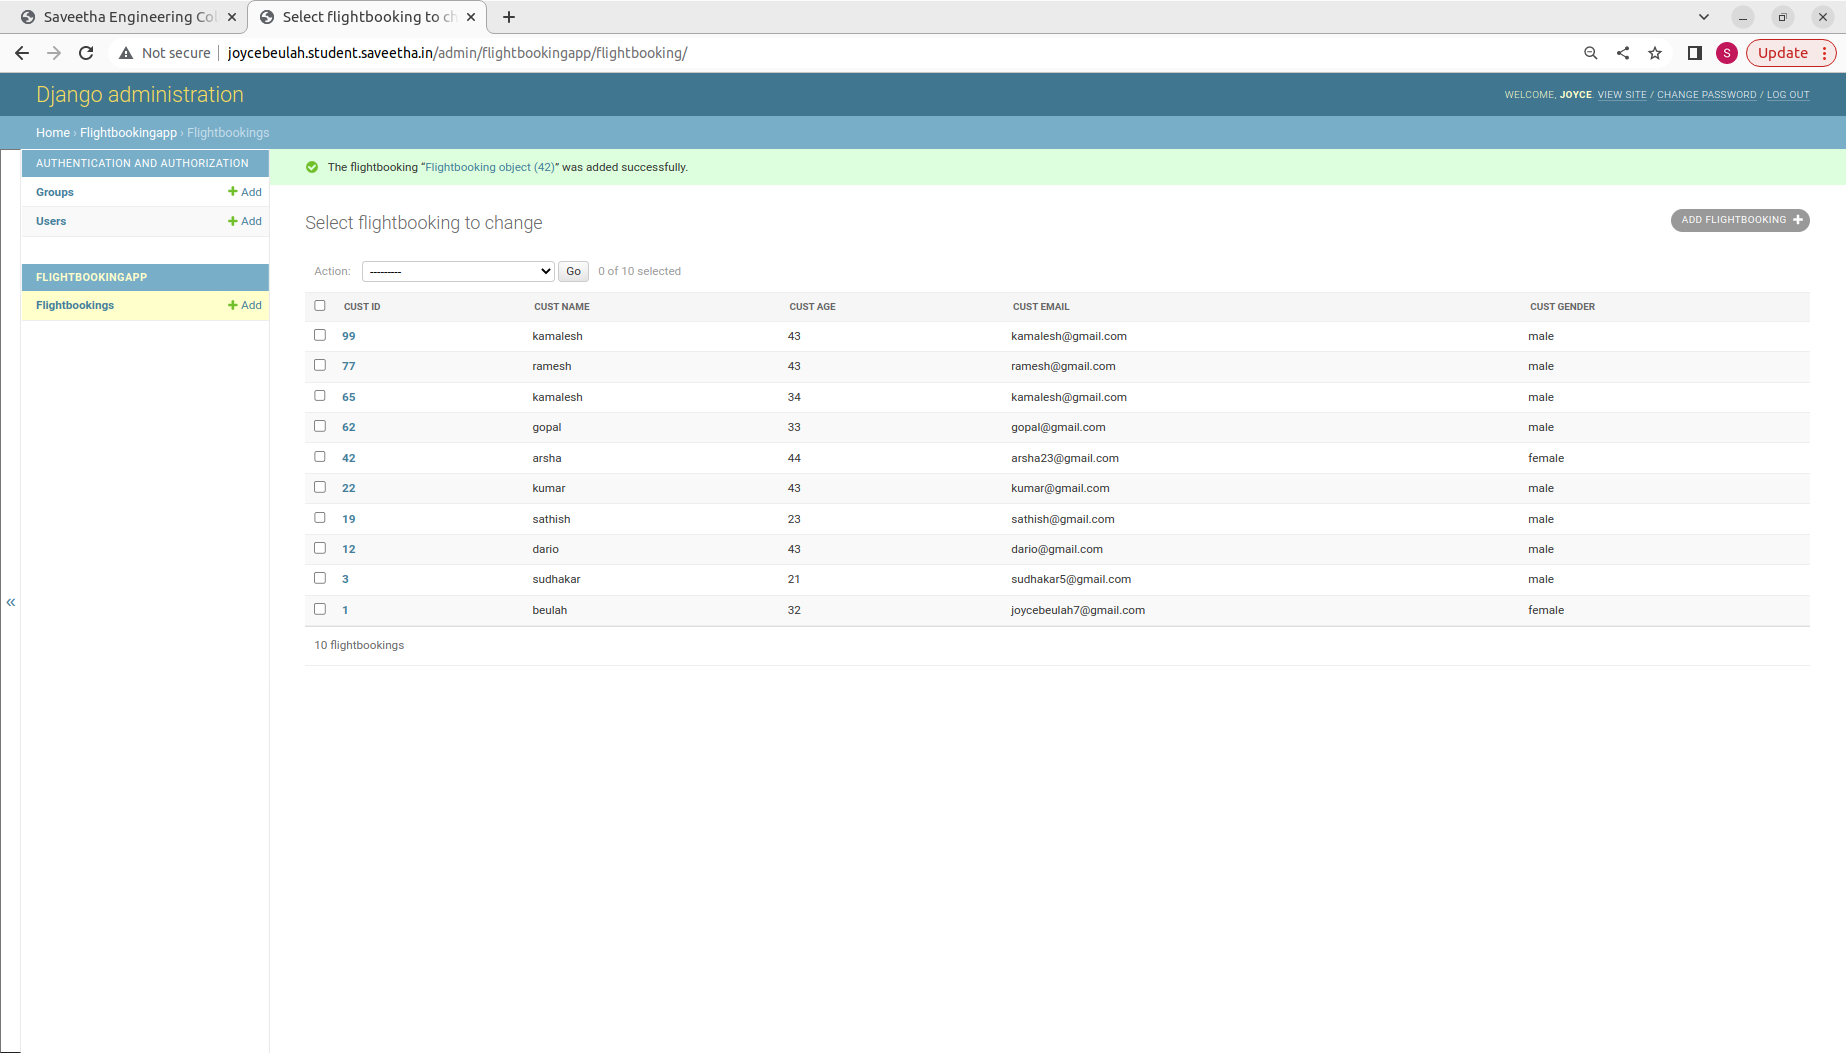 Saveetha Engineering Co
Select flightbooking to ch
Not secure joycebeulah.student.saveetha.in/admin/flightbookingapp/flightbooking/
S
Update
Django administration
WELCOME, JOYCE. VIEW SITE / CHANGE PASSWORD / LOG OUT
Home › Flightbookingapp › Flightbookings
AUTHENTICATION AND AUTHORIZATION
Groups + Add
Users + Add
FLIGHTBOOKINGAPP
Flightbookings + Add
«
The flightbooking “Flightbooking object (42)” was added successfully.
Select flightbooking to change
ADD FLIGHTBOOKING +
Action: --------- Go 0 of 10 selected
CUST ID CUST NAME CUST AGE CUST EMAIL CUST GENDER
99 kamalesh 43 kamalesh@gmail.com male
77 ramesh 43 ramesh@gmail.com male
65 kamalesh 34 kamalesh@gmail.com male
62 gopal 33 gopal@gmail.com male
42 arsha 44 arsha23@gmail.com female
22 kumar 43 kumar@gmail.com male
19 sathish 23 sathish@gmail.com male
12 dario 43 dario@gmail.com male
3 sudhakar 21 sudhakar5@gmail.com male
1 beulah 32 joycebeulah7@gmail.com female
10 flightbookings